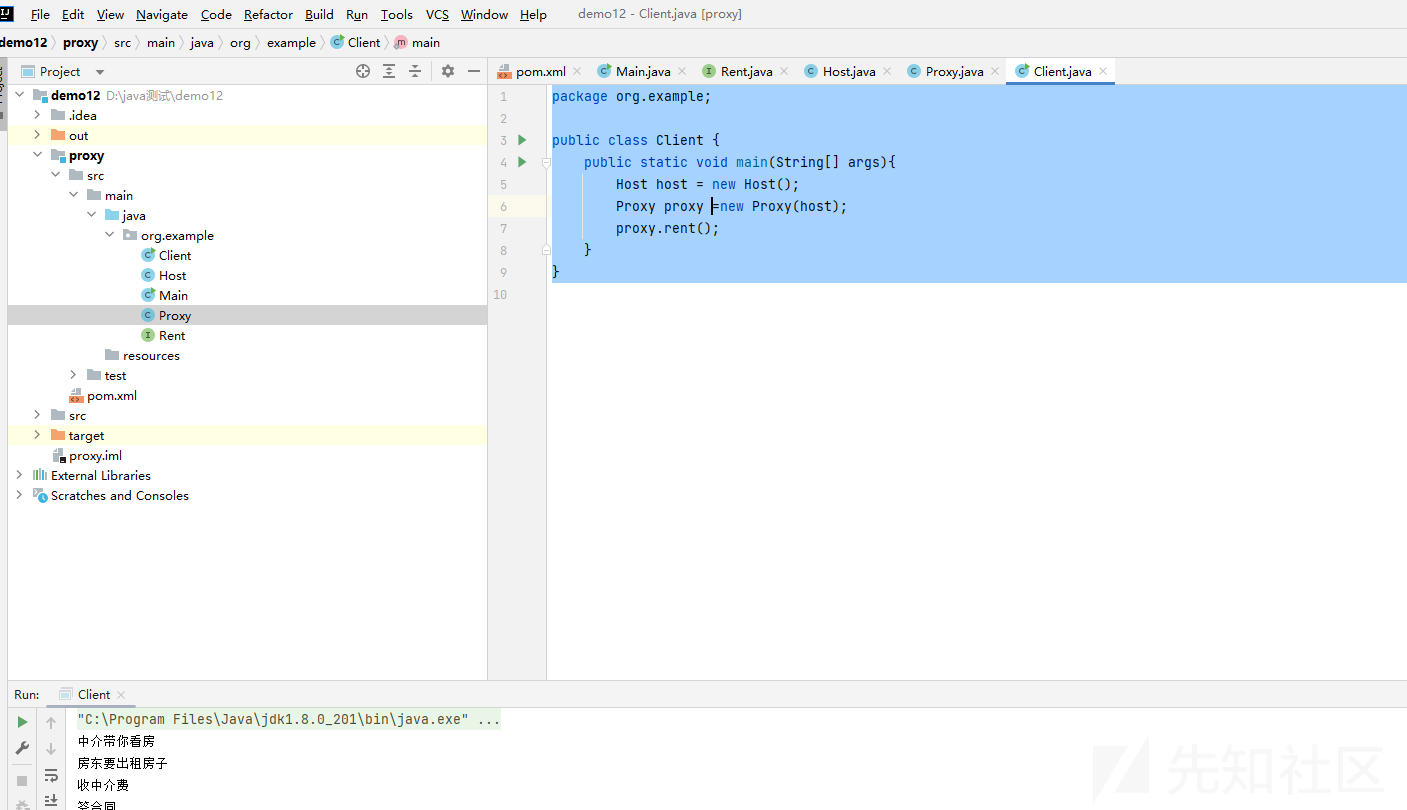 File Edit View Navigate Code Refactor Build Run Tools VCS Window Help demo12 - Client.java [proxy]
demo12 proxy src main java org example Client main
Project
pom.xml Main.java Rent.java Host.java Proxy.java Client.java
demo12 D:\java测试\demo12
.idea
out
proxy
src
main
java
org.example
Client
Host
Main
Proxy
Rent
resources
test
pom.xml
src
target
proxy.iml
External Libraries
Scratches and Consoles
1 package org.example;
2
3 public class Client {
4 public static void main(String[] args){
5 Host host = new Host();
6 Proxy proxy =new Proxy(host);
7 proxy.rent();
8 }
9 }
10
Run: Client
"C:\Program Files\Java\jdk1.8.0_201\bin\java.exe" ...
中介带你看房
房东要出租房子
收中介费
签合同
先知社区